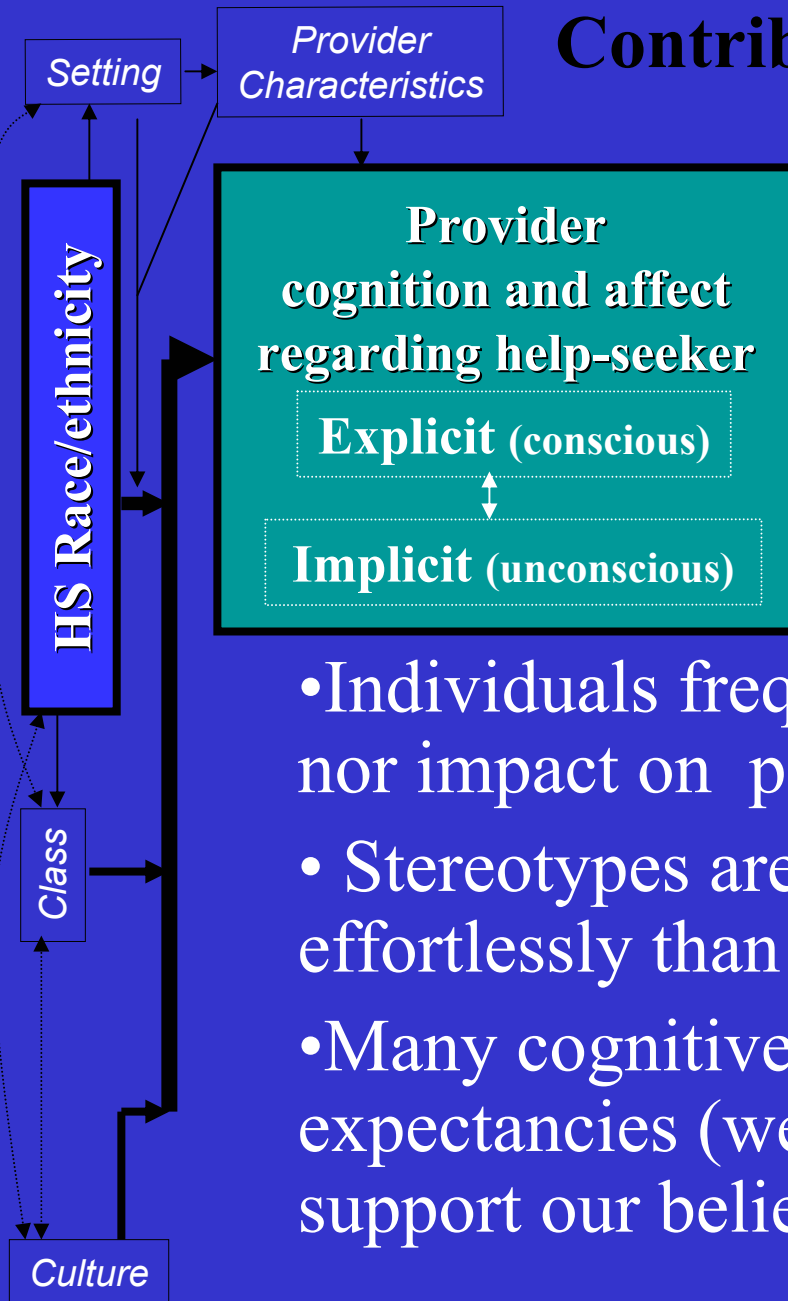 Contrib
Setting
Provider
Characteristics
HS Race/ethnicity
Provider
cognition and affect
regarding help-seeker
Explicit (conscious)
Implicit (unconscious)
•Individuals freq
nor impact on p
Class
• Stereotypes are
effortlessly than
•Many cognitive
expectancies (we
support our belie
Culture